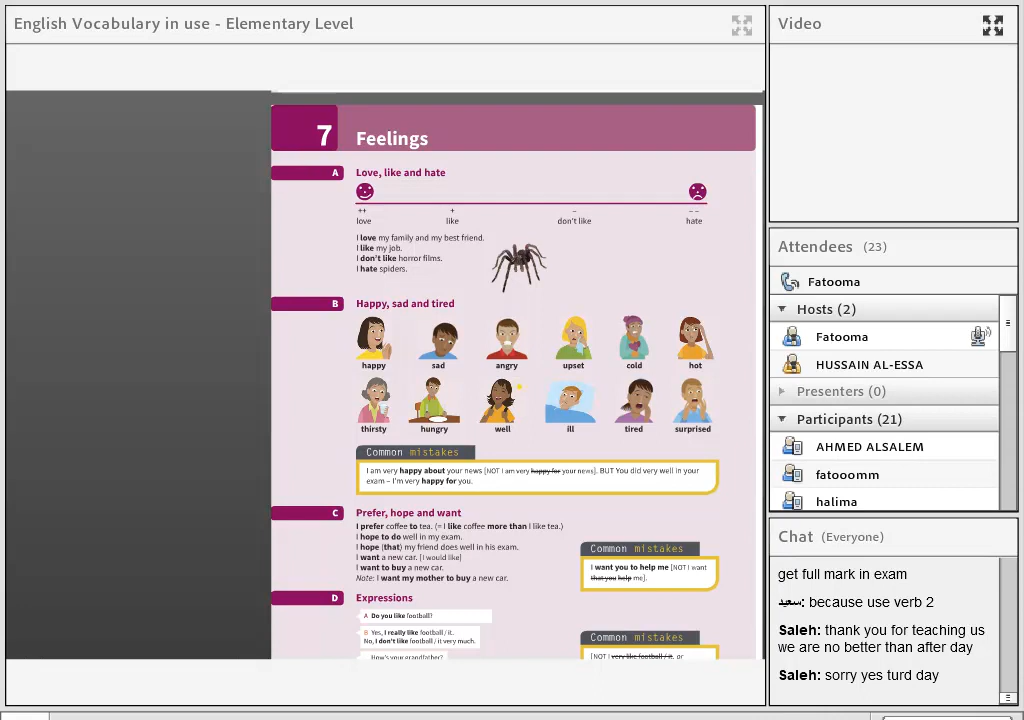 English Vocabulary in use - Elementary Level
7 Feelings
A Love, like and hate
++ + – – –
love like don't like hate
I love my family and my best friend.
I like my job.
I don't like horror films.
I hate spiders.
B Happy, sad and tired
happy sad angry upset cold hot
thirsty hungry well ill tired surprised
Common mistakes
I am very happy about your news [NOT I am very happy for your news]. BUT You did very well in your
exam – I'm very happy for you.
C Prefer, hope and want
I prefer coffee to tea. (= I like coffee more than I like tea.)
I hope to do well in my exam.
I hope (that) my friend does well in his exam.
I want a new car. [I would like]
I want to buy a new car.
Note: I want my mother to buy a new car.
Common mistakes
I want you to help me [NOT I want
that you help me].
D Expressions
A Do you like football?
B Yes, I really like football / it.
No, I don't like football / it very much.
How's your grandfather?
Common mistakes
[NOT I very like football / it. or
Video
Attendees (23)
Fatooma
Hosts (2)
Fatooma
HUSSAIN AL-ESSA
Presenters (0)
Participants (21)
AHMED ALSALEM
fatooomm
halima
Chat (Everyone)
get full mark in exam
سعيد: because use verb 2
Saleh: thank you for teaching us
we are no better than after day
Saleh: sorry yes turd day